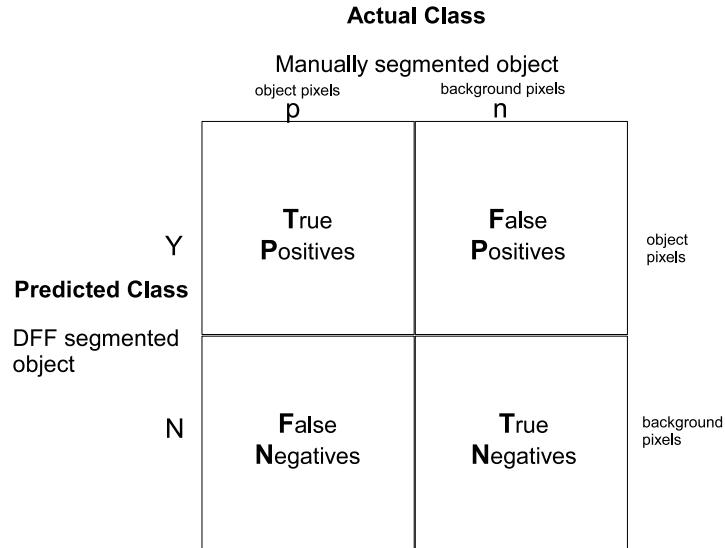 Actual Class
Manually segmented object
object pixels
background pixels
p
n
True
Positives
False
Positives
Y
object
pixels
Predicted Class
DFF segmented
object
N
False
Negatives
True
Negatives
background
pixels